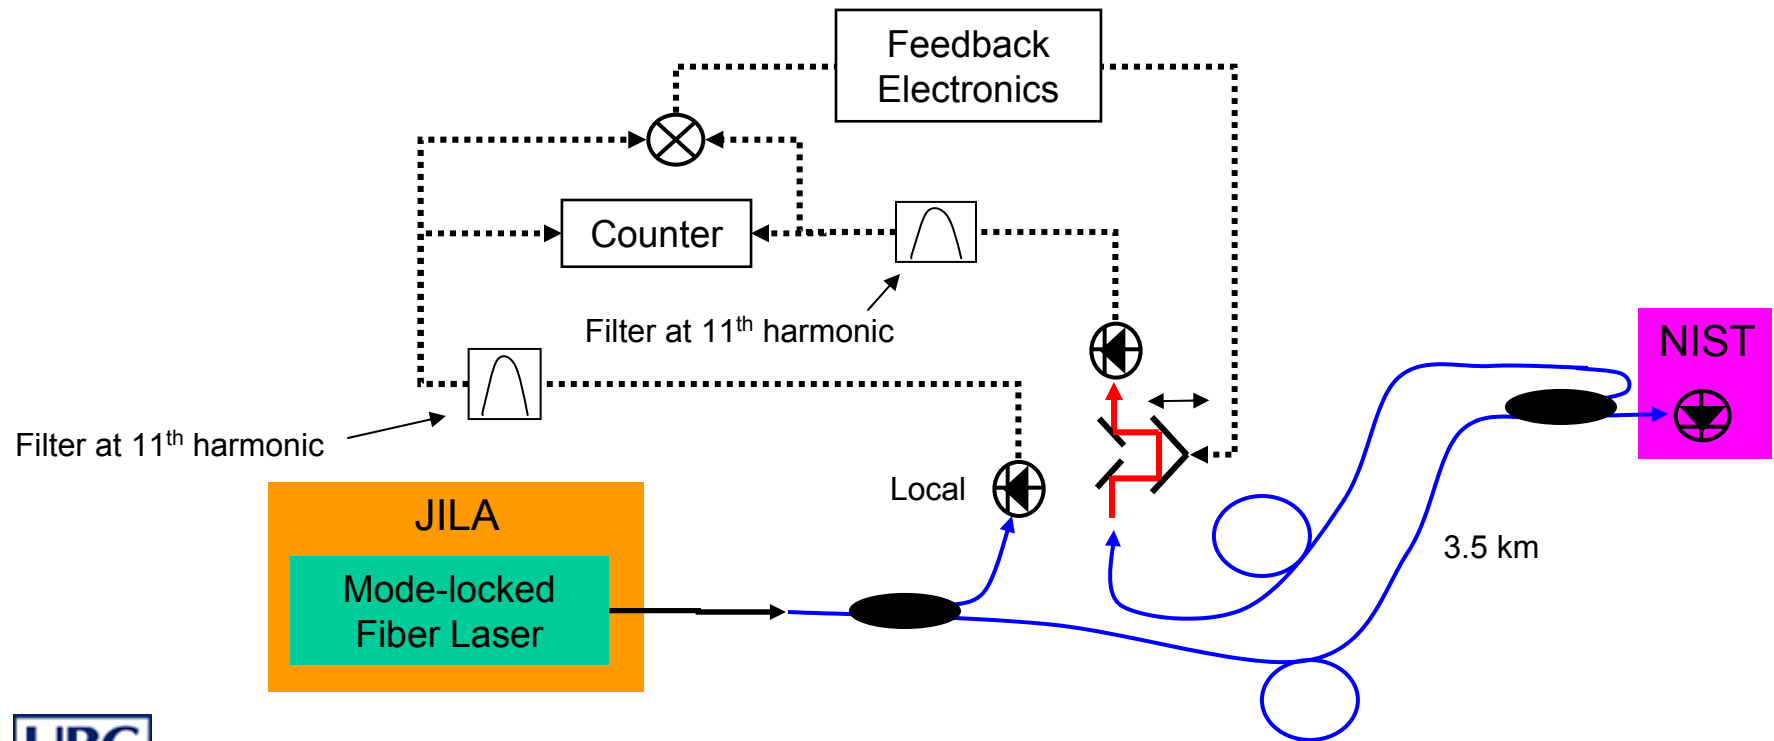 Feedback
Electronics
Counter
Filter at 11th harmonic
NIST
Filter at 11th harmonic
Local
3.5 km
JILA
Mode-locked
Fiber Laser